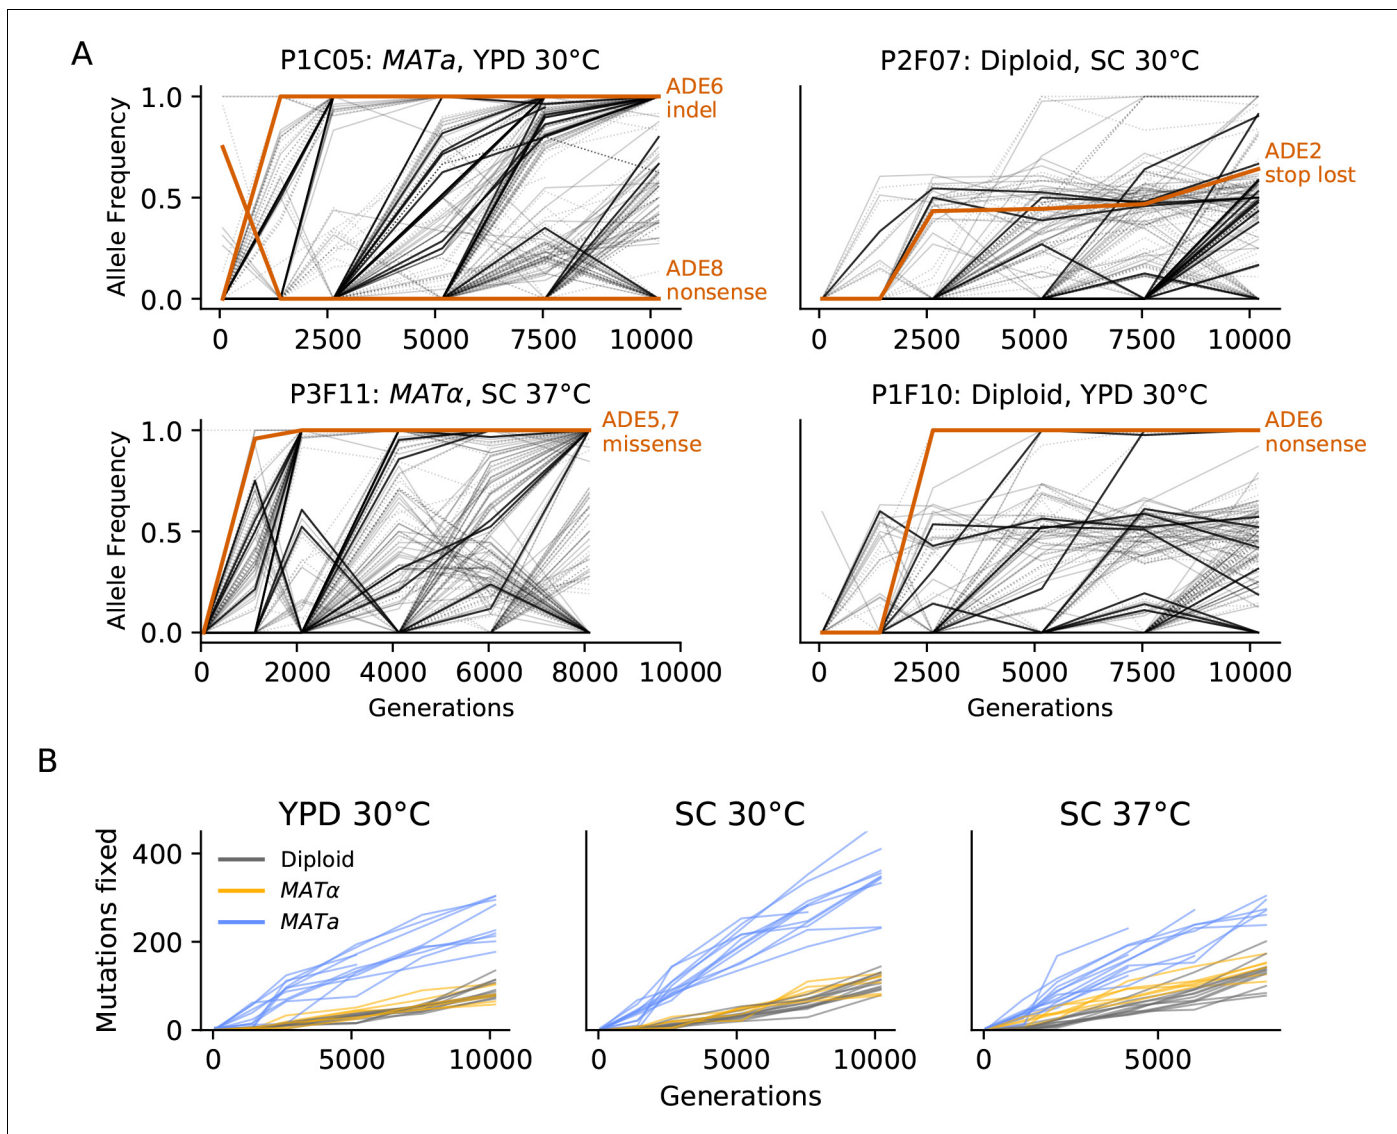 A
P1C05: MATa, YPD 30°C
Allele Frequency
1.0
0.5
0.0
0
2500
5000
7500
10000
ADE6
indel
ADE8
nonsense
P2F07: Diploid, SC 30°C
0
2500
5000
7500
10000
ADE2
stop lost
P3F11: MATα, SC 37°C
Allele Frequency
1.0
0.5
0.0
0
2000
4000
6000
8000
10000
Generations
ADE5,7
missense
P1F10: Diploid, YPD 30°C
0
2500
5000
7500
10000
Generations
ADE6
nonsense
B
YPD 30°C
Mutations fixed
400
200
0
Diploid
MATα
MATa
0
5000
10000
SC 30°C
0
5000
10000
Generations
SC 37°C
0
5000